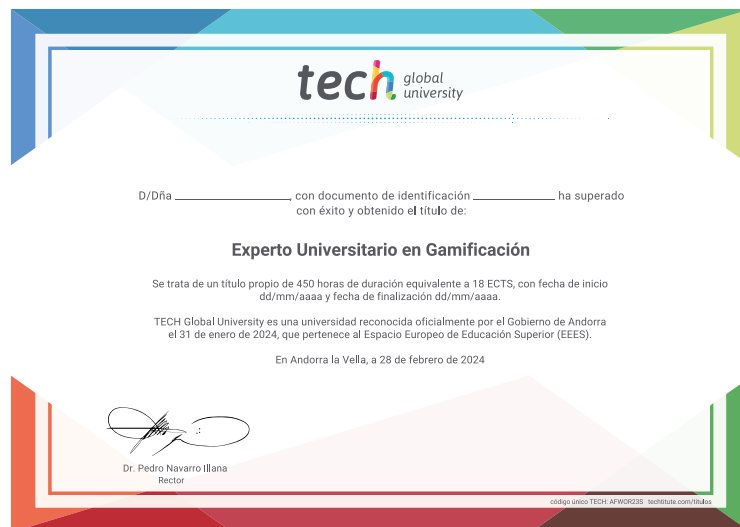 tech global
university
D/Dña ________________, con documento de identificación ___________ ha superado
con éxito y obtenido el título de:
Experto Universitario en Gamificación
Se trata de un título propio de 450 horas de duración equivalente a 18 ECTS, con fecha de inicio
dd/mm/aaaa y fecha de finalización dd/mm/aaaa.
TECH Global University es una universidad reconocida oficialmente por el Gobierno de Andorra
el 31 de enero de 2024, que pertenece al Espacio Europeo de Educación Superior (EEES).
En Andorra la Vella, a 28 de febrero de 2024
Dr. Pedro Navarro Illana
Rector
código único TECH: AFWOR23S techtitute.com/titulos